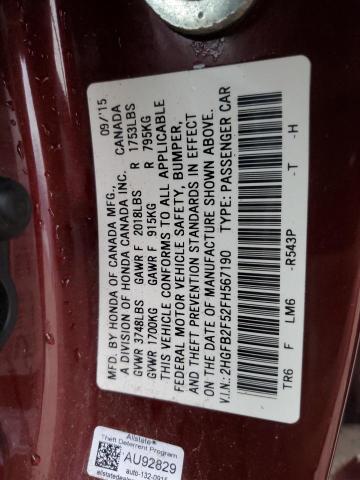 MFD. BY HONDA OF CANADA MFG., 09/15
A DIVISION OF HONDA CANADA INC. CANADA
GVWR 3748LBS GAWR F 2018LBS R 1753LBS
GVWR 1700KG GAWR F 915KG R 795KG
THIS VEHICLE CONFORMS TO ALL APPLICABLE
FEDERAL MOTOR VEHICLE SAFETY, BUMPER,
AND THEFT PREVENTION STANDARDS IN EFFECT
ON THE DATE OF MANUFACTURE SHOWN ABOVE.
V.I.N.: 2HGFB2F52FH567190 TYPE: PASSENGER CAR
TR6 F LM6 -R543P -T -H
Allstate®
Theft Deterrent Program
AU92829
auto-132-0915